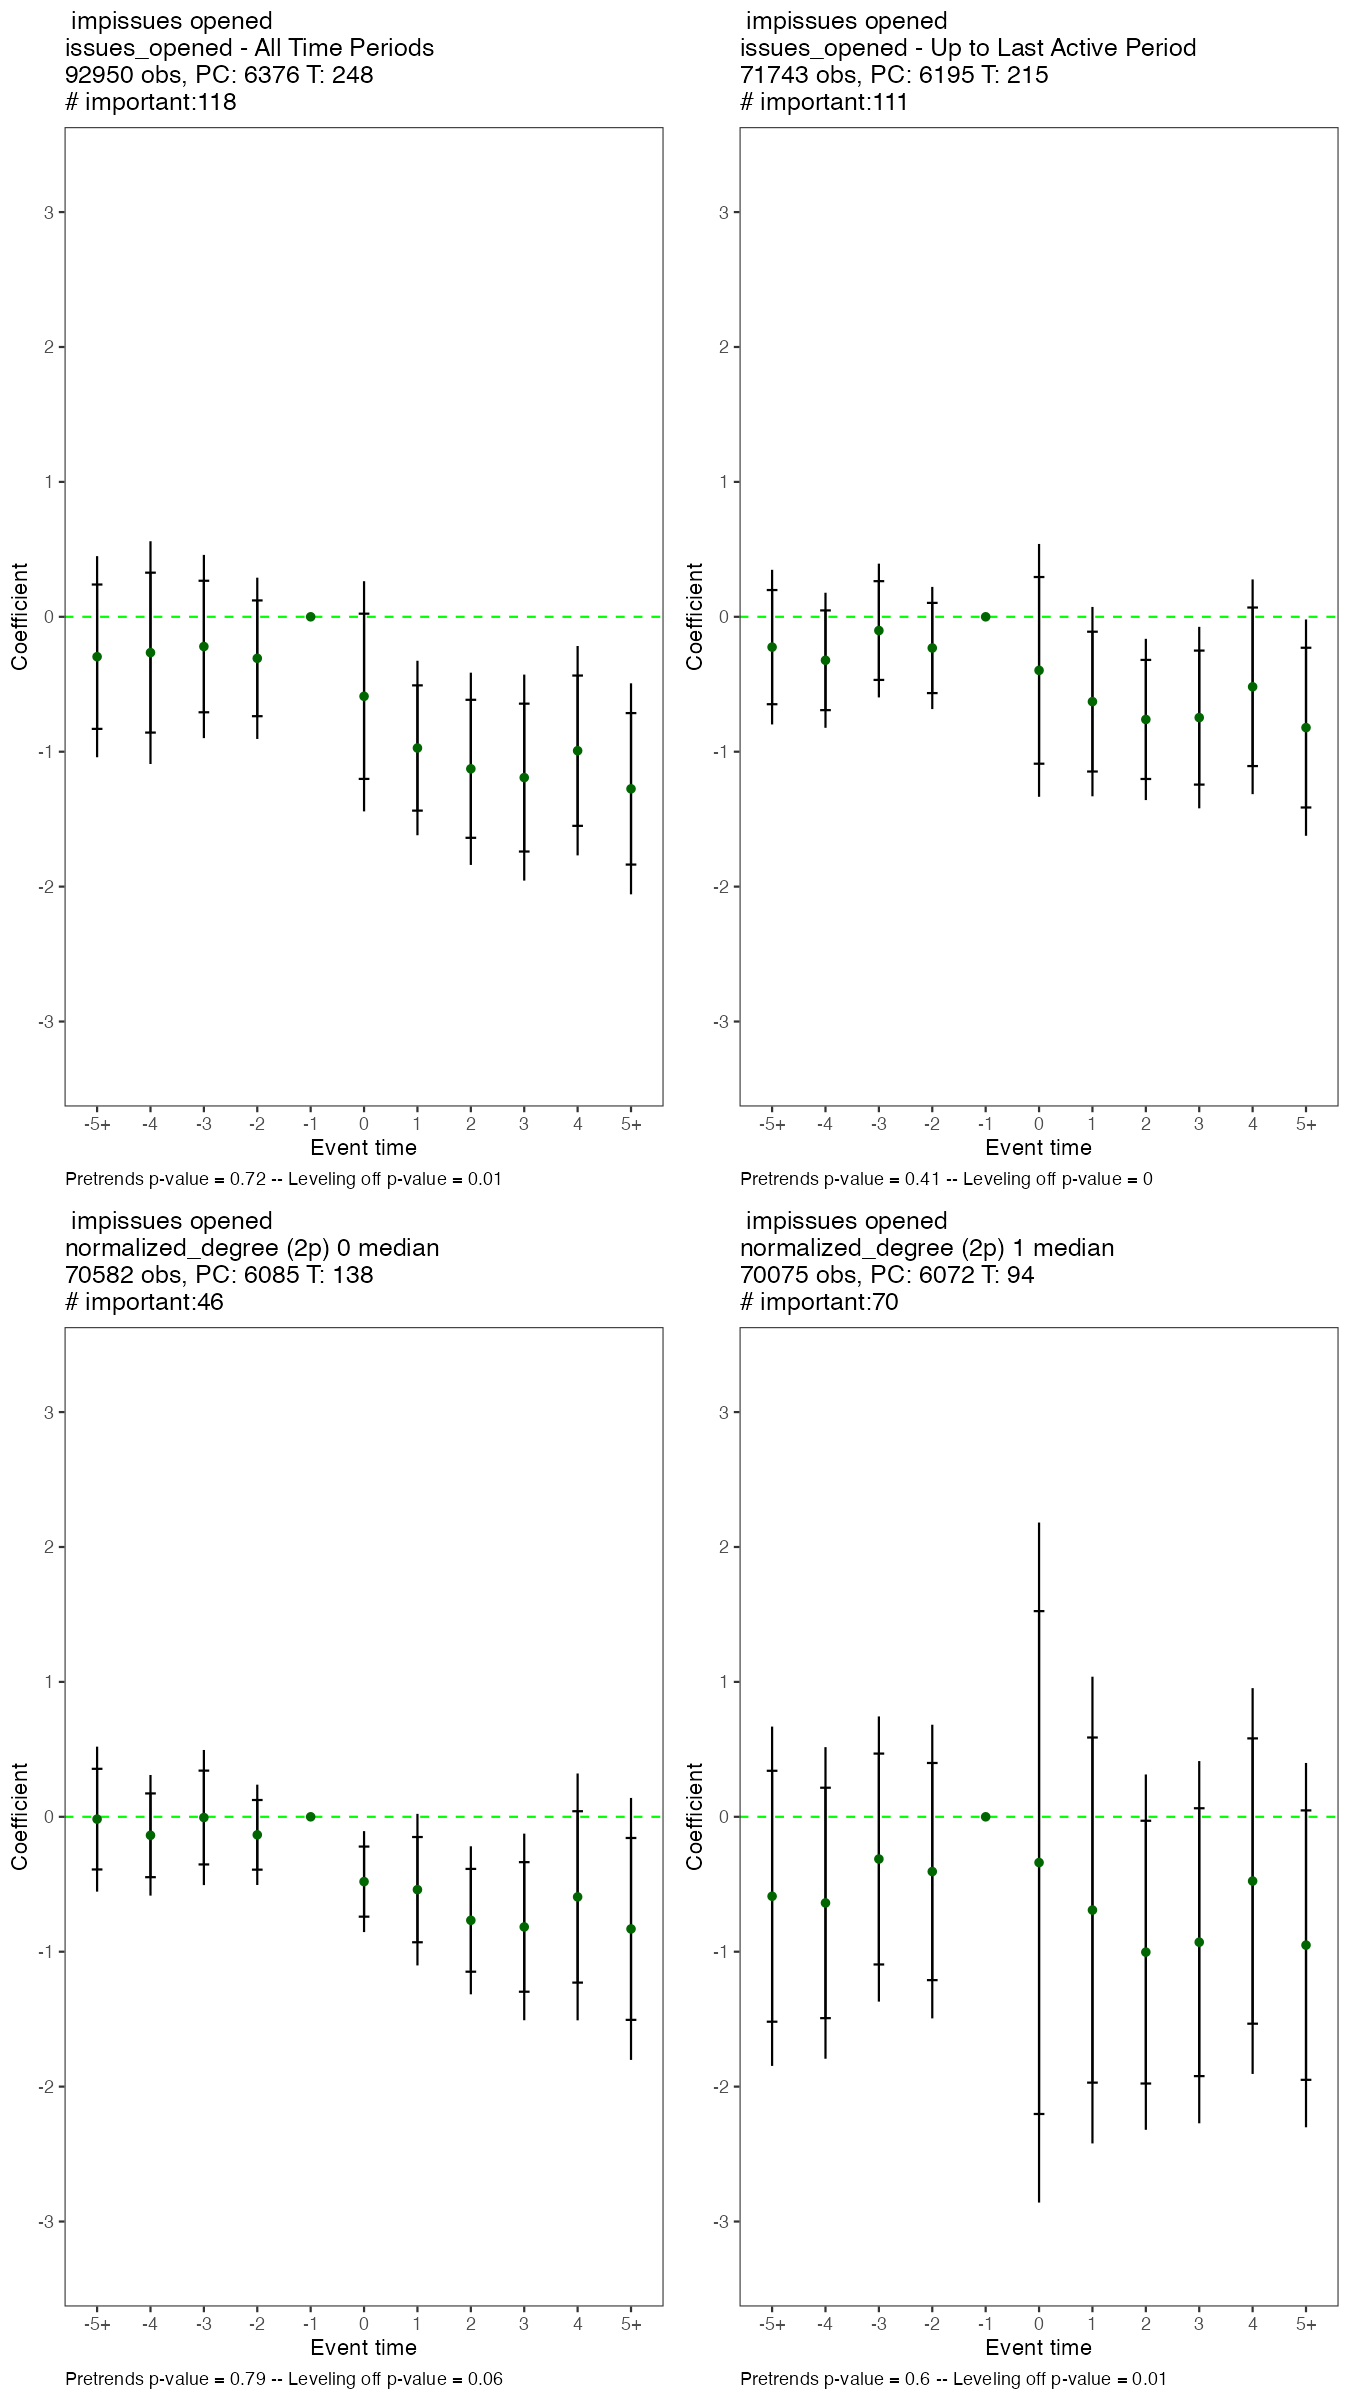 impissues opened
issues_opened - All Time Periods
92950 obs, PC: 6376 T: 248
# important:118
3
2
1
0
-1
-2
-3
Coefficient
-5+ -4 -3 -2 -1 0 1 2 3 4 5+
Event time
Pretrends p-value = 0.72 -- Leveling off p-value = 0.01
impissues opened
issues_opened - Up to Last Active Period
71743 obs, PC: 6195 T: 215
# important:111
3
2
1
0
-1
-2
-3
Coefficient
-5+ -4 -3 -2 -1 0 1 2 3 4 5+
Event time
Pretrends p-value = 0.41 -- Leveling off p-value = 0
impissues opened
normalized_degree (2p) 0 median
70582 obs, PC: 6085 T: 138
# important:46
3
2
1
0
-1
-2
-3
Coefficient
-5+ -4 -3 -2 -1 0 1 2 3 4 5+
Event time
Pretrends p-value = 0.79 -- Leveling off p-value = 0.06
impissues opened
normalized_degree (2p) 1 median
70075 obs, PC: 6072 T: 94
# important:70
3
2
1
0
-1
-2
-3
Coefficient
-5+ -4 -3 -2 -1 0 1 2 3 4 5+
Event time
Pretrends p-value = 0.6 -- Leveling off p-value = 0.01